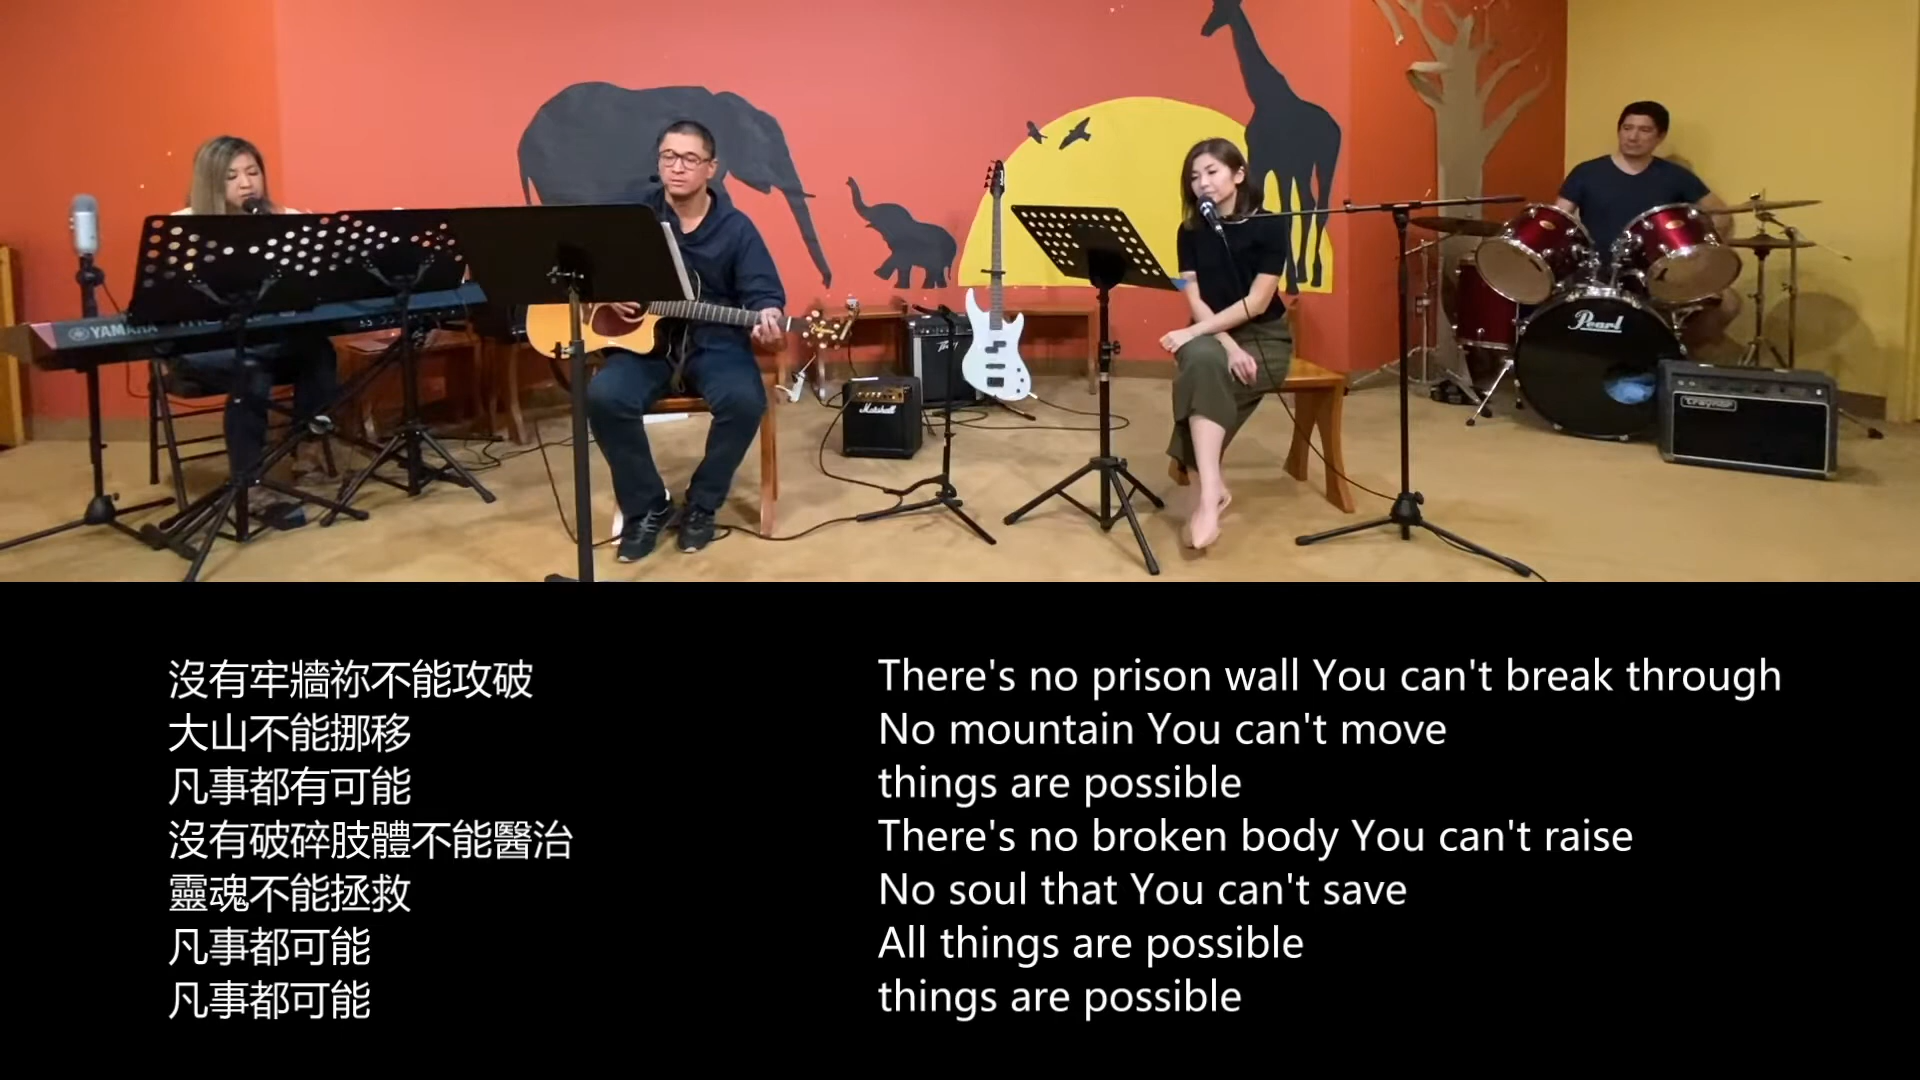 YAMAHA
Marshall
Pearl
traynor
沒有牢牆祢不能攻破
大山不能挪移
凡事都有可能
沒有破碎肢體不能醫治
靈魂不能拯救
凡事都可能
凡事都可能
There's no prison wall You can't break through
No mountain You can't move
things are possible
There's no broken body You can't raise
No soul that You can't save
All things are possible
things are possible